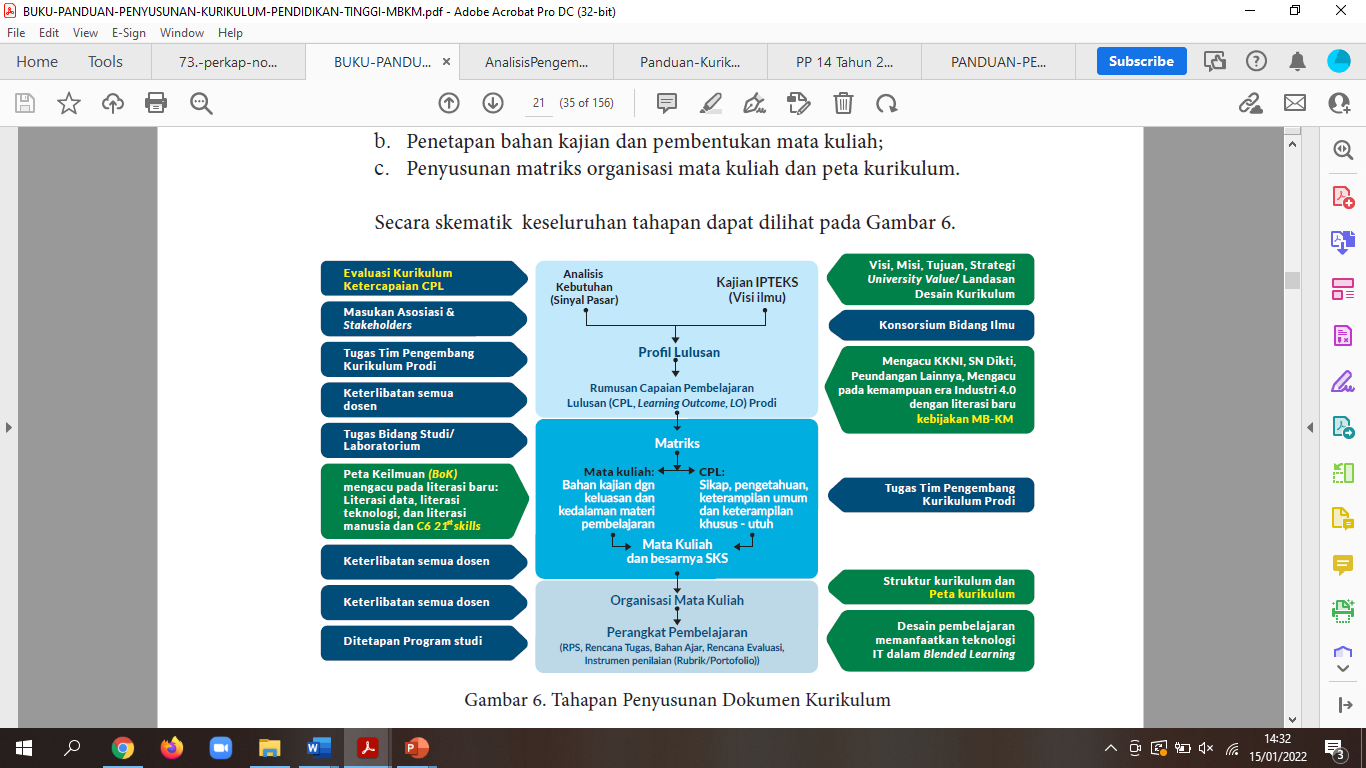 BUKU-PANDUAN-PENYUSUNAN-KURIKULUM-PENDIDIKAN-TINGGI-MBKM.pdf - Adobe Acrobat Pro DC (32-bit)
File Edit View E-Sign Window Help
Home Tools 73.-perkap-no... BUKU-PANDU... × AnalisisPengem... Panduan-Kurik... PP 14 Tahun 2... PANDUAN-PE... Subscribe
21 (35 of 156)
b. Penetapan bahan kajian dan pembentukan mata kuliah;
c. Penyusunan matriks organisasi mata kuliah dan peta kurikulum.
Secara skematik keseluruhan tahapan dapat dilihat pada Gambar 6.
Evaluasi Kurikulum
Ketercapaian CPL
Masukan Asosiasi &
Stakeholders
Tugas Tim Pengembang
Kurikulum Prodi
Keterlibatan semua
dosen
Tugas Bidang Studi/
Laboratorium
Peta Keilmuan (BoK)
mengacu pada literasi baru:
Literasi data, literasi
teknologi, dan literasi
manusia dan C6 21st skills
Keterlibatan semua dosen
Keterlibatan semua dosen
Ditetapan Program studi
Analisis
Kebutuhan
(Sinyal Pasar)
Kajian IPTEKS
(Visi ilmu)
Profil Lulusan
Rumusan Capaian Pembelajaran
Lulusan (CPL, Learning Outcome, LO) Prodi
Matriks
Mata kuliah:
Bahan kajian dgn
keluasan dan
kedalaman materi
pembelajaran
CPL:
Sikap, pengetahuan,
keterampilan umum
dan keterampilan
khusus - utuh
Mata Kuliah
dan besarnya SKS
Organisasi Mata Kuliah
Perangkat Pembelajaran
(RPS, Rencana Tugas, Bahan Ajar, Rencana Evaluasi,
Instrumen penilaian (Rubrik/Portofolio))
Visi, Misi, Tujuan, Strategi
University Value/ Landasan
Desain Kurikulum
Konsorsium Bidang Ilmu
Mengacu KKNI, SN Dikti,
Peundangan Lainnya, Mengacu
pada kemampuan era Industri 4.0
dengan literasi baru
kebijakan MB-KM
Tugas Tim Pengembang
Kurikulum Prodi
Struktur kurikulum dan
Peta kurikulum
Desain pembelajaran
memanfaatkan teknologi
IT dalam Blended Learning
Gambar 6. Tahapan Penyusunan Dokumen Kurikulum
14:32
15/01/2022
3